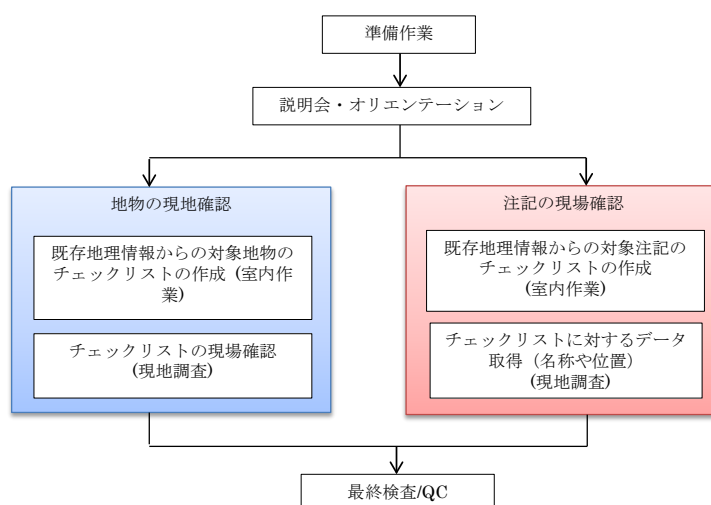 準備作業
説明会・オリエンテーション
地物の現地確認
既存地理情報からの対象地物の
チェックリストの作成 (室内作
業)
チェックリストの現場確認
(現地調査)
注記の現場確認
既存地理情報からの対象注記の
チェックリストの作成
(室内作業)
チェックリストに対するデータ
取得（名称や位置）
(現地調査)
最終検査/QC